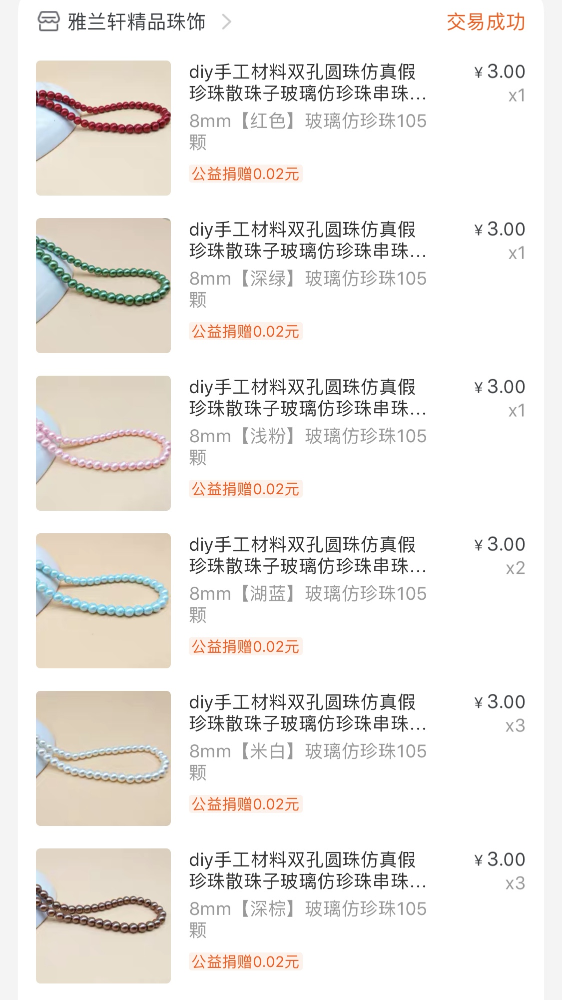 雅兰轩精品珠饰
交易成功
diy手工材料双孔圆珠仿真假
¥3.00
珍珠散珠子玻璃仿珍珠串珠...
x1
8mm【红色】玻璃仿珍珠105
颗
公益捐赠0.02元
diy手工材料双孔圆珠仿真假
¥3.00
珍珠散珠子玻璃仿珍珠串珠...
x1
8mm【深绿】玻璃仿珍珠105
颗
公益捐赠0.02元
diy手工材料双孔圆珠仿真假
¥3.00
珍珠散珠子玻璃仿珍珠串珠...
x1
8mm【浅粉】玻璃仿珍珠105
颗
公益捐赠0.02元
diy手工材料双孔圆珠仿真假
¥3.00
珍珠散珠子玻璃仿珍珠串珠...
x2
8mm【湖蓝】玻璃仿珍珠105
颗
公益捐赠0.02元
diy手工材料双孔圆珠仿真假
¥3.00
珍珠散珠子玻璃仿珍珠串珠...
x3
8mm【米白】玻璃仿珍珠105
颗
公益捐赠0.02元
diy手工材料双孔圆珠仿真假
¥3.00
珍珠散珠子玻璃仿珍珠串珠...
x3
8mm【深棕】玻璃仿珍珠105
颗
公益捐赠0.02元